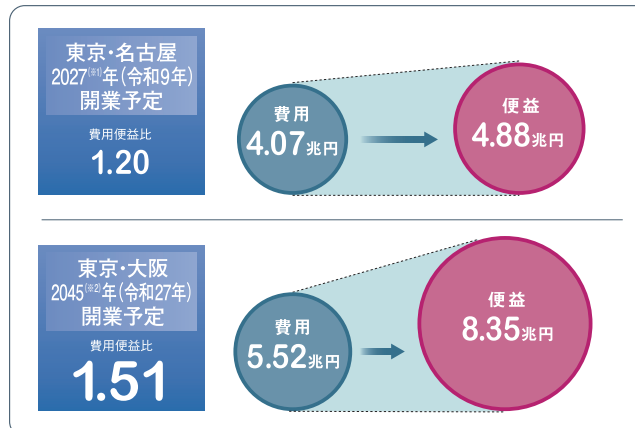 東京・名古屋
2027(※1)年(令和9年)
開業予定
費用便益比
1.20
費用
4.07兆円
便益
4.88兆円
東京・大阪
2045(※2)年(令和27年)
開業予定
費用便益比
1.51
費用
5.52兆円
便益
8.35兆円